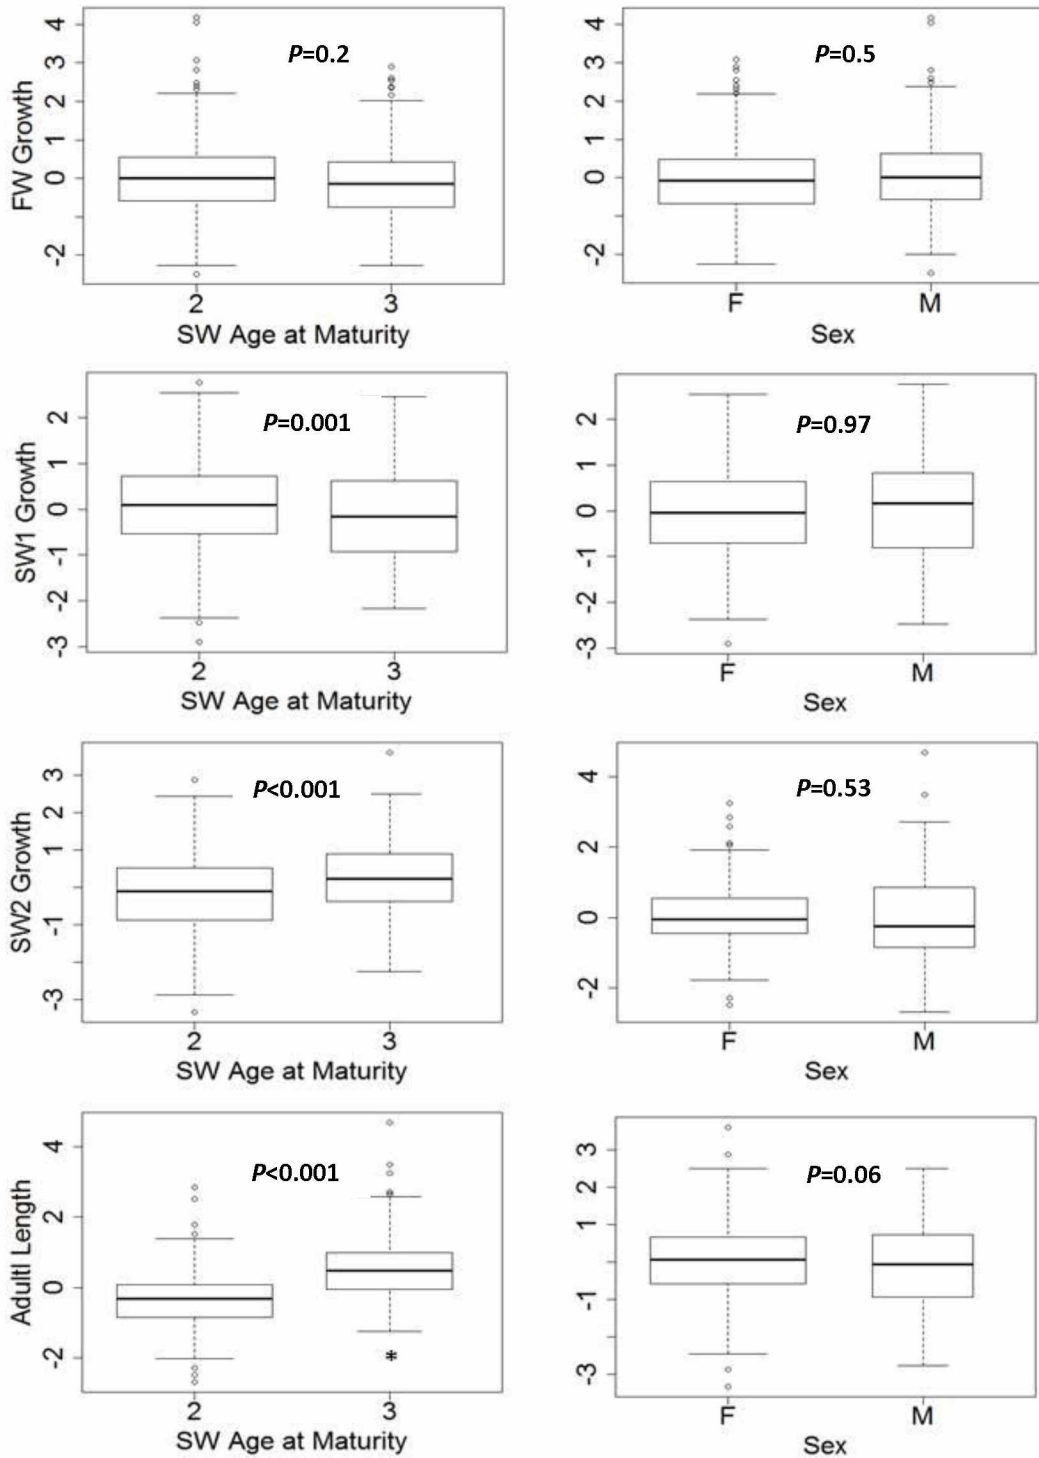 FW Growth
4
3
2
1
0
-2
P=0.2
2
3
SW Age at Maturity
4
3
2
1
0
-2
P=0.5
F
M
Sex
SW1 Growth
2
1
0
-1
-2
-3
P=0.001
2
3
SW Age at Maturity
2
1
0
-1
-2
-3
P=0.97
F
M
Sex
SW2 Growth
3
2
1
-1
-3
P<0.001
2
3
SW Age at Maturity
4
2
0
-2
P=0.53
F
M
Sex
Adultl Length
4
2
0
-2
P<0.001
*
2
3
SW Age at Maturity
3
1
-1
-3
P=0.06
F
M
Sex